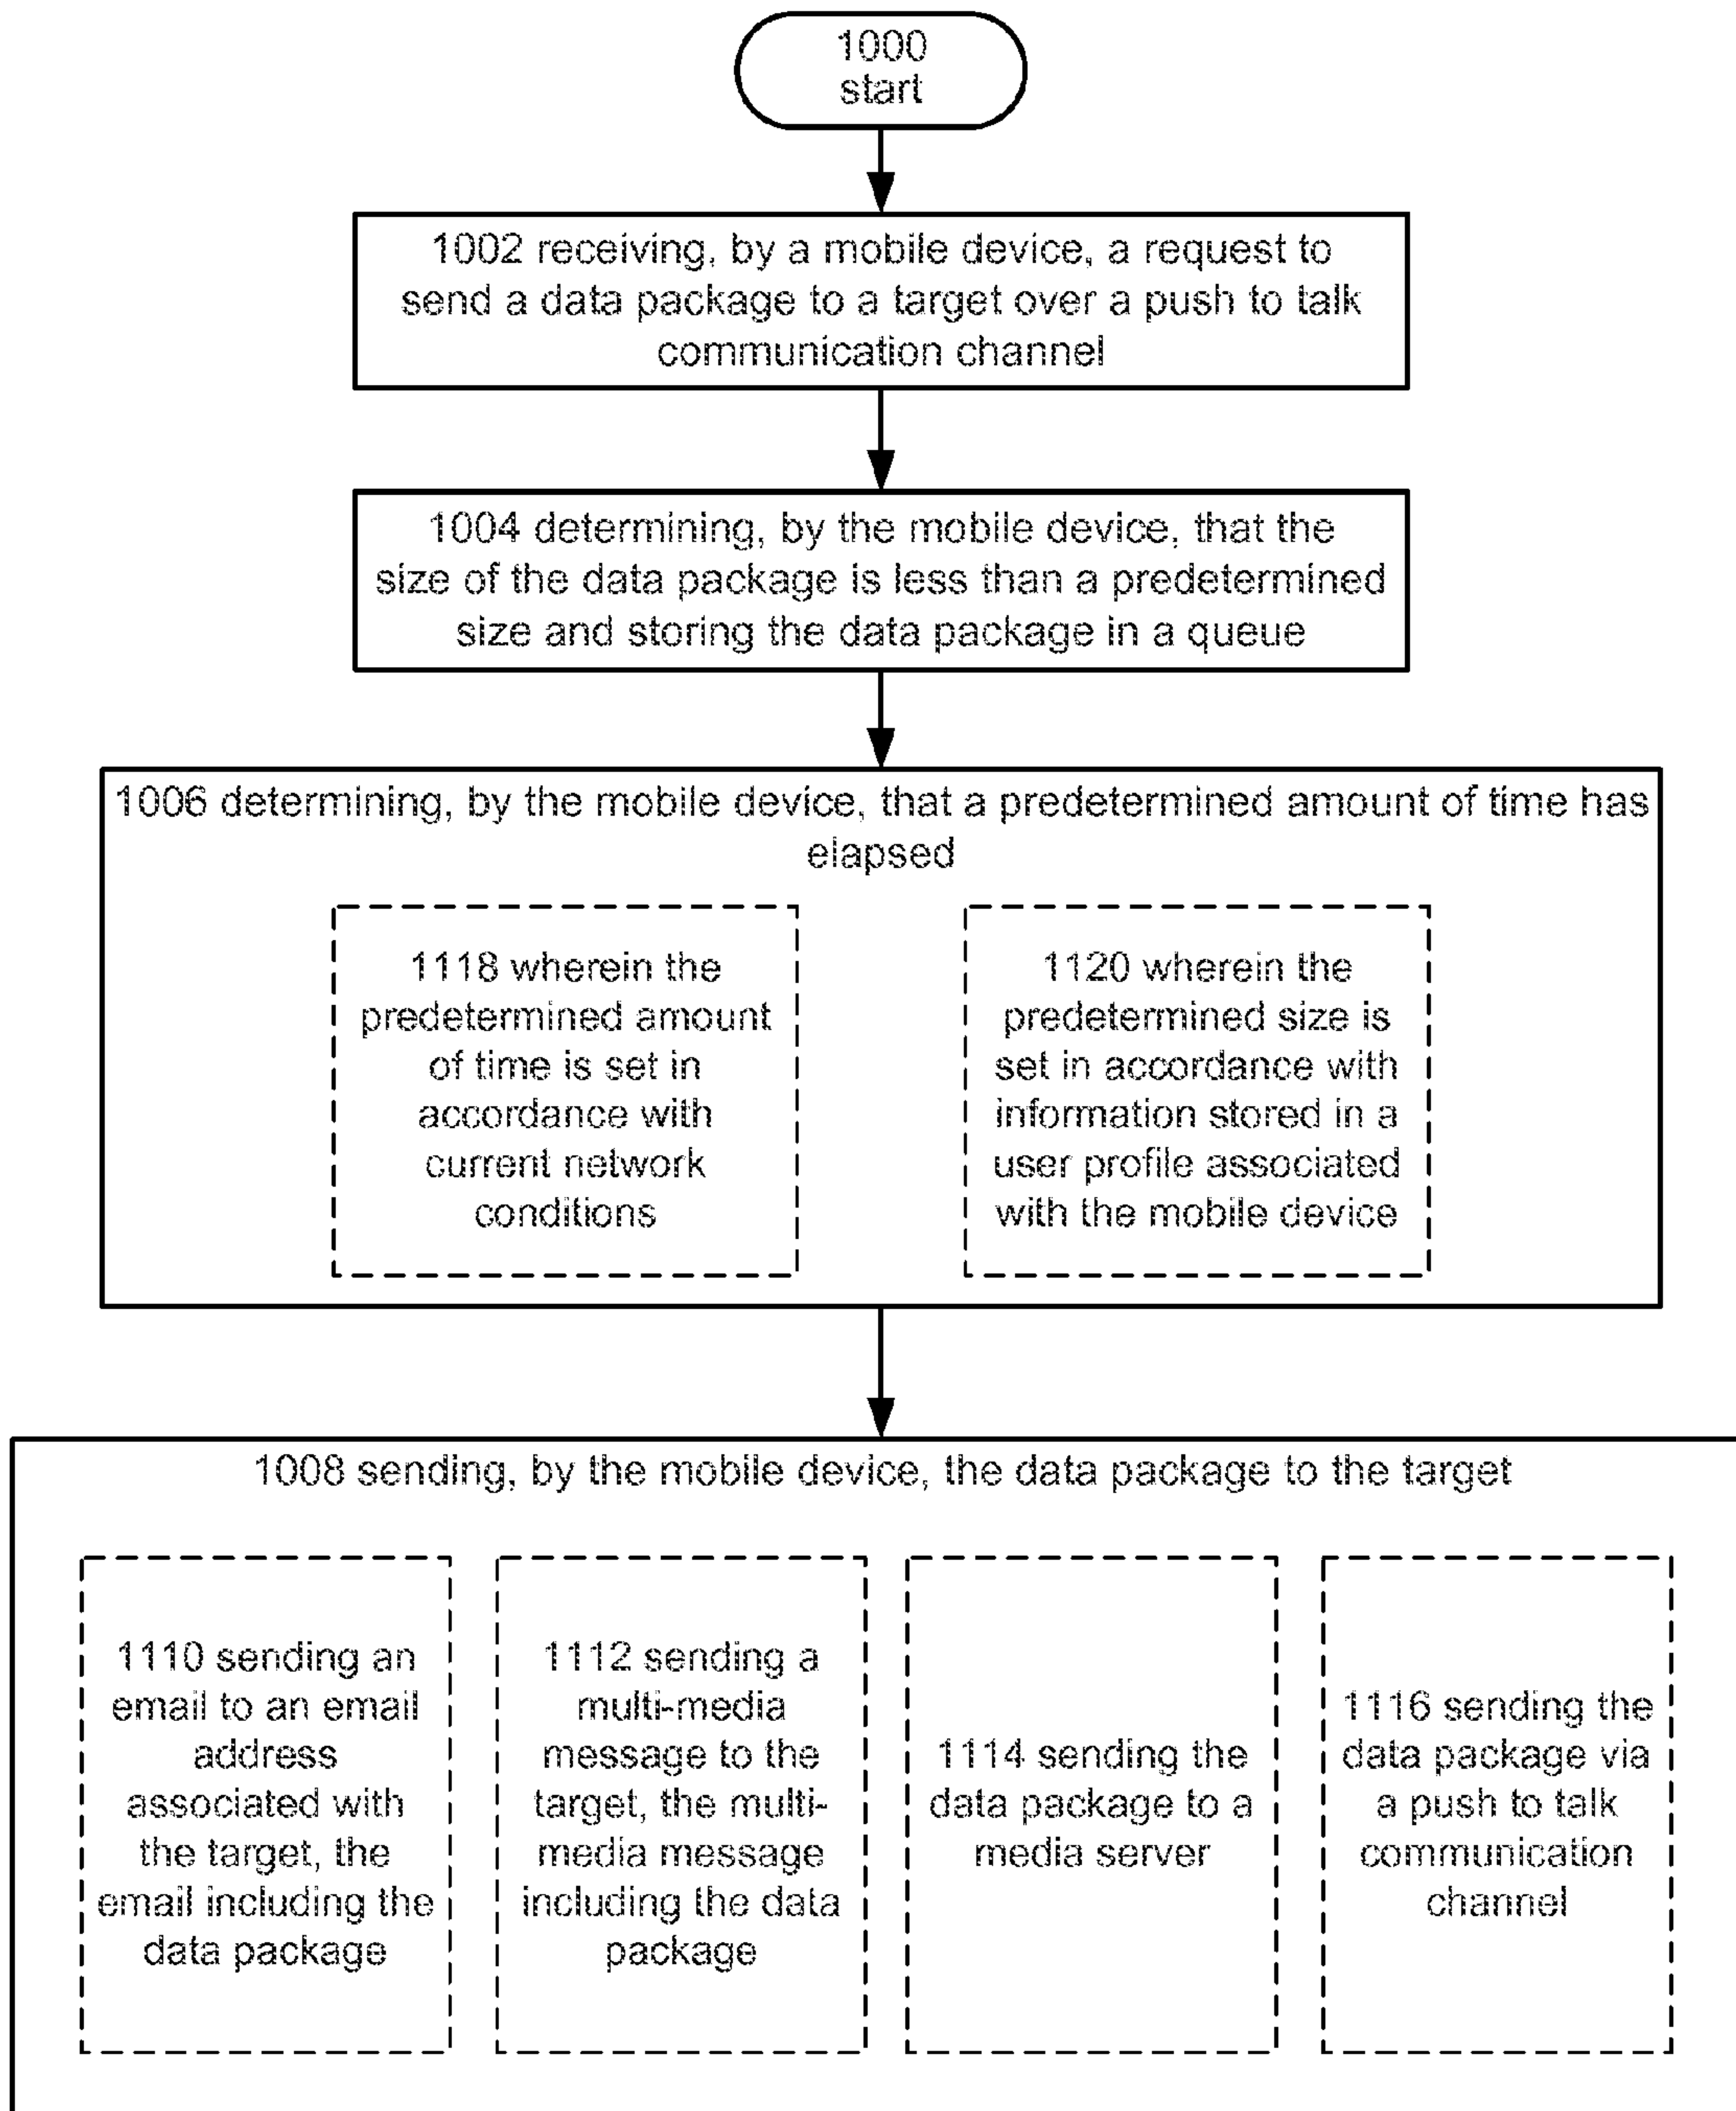 1000
start
1002 receiving, by a mobile device, a request to
send a data package to a target over a push to talk
communication channel
1004 determining, by the mobile device, that the
size of the data package is less than a predetermined
size and storing the data package in a queue
1006 determining, by the mobile device, that a predetermined amount of time has
elapsed
1118 wherein the
predetermined amount
of time is set in
accordance with
current network
conditions
1120 wherein the
predetermined size is
set in accordance with
information stored in a
user profile associated
with the mobile device
1008 sending, by the mobile device, the data package to the target
1110 sending an
email to an email
address
associated with
the target, the
email including the
data package
1112 sending a
multi-media
message to the
target, the multi-
media message
including the data
package
1114 sending the
data package to a
media server
1116 sending the
data package via
a push to talk
communication
channel